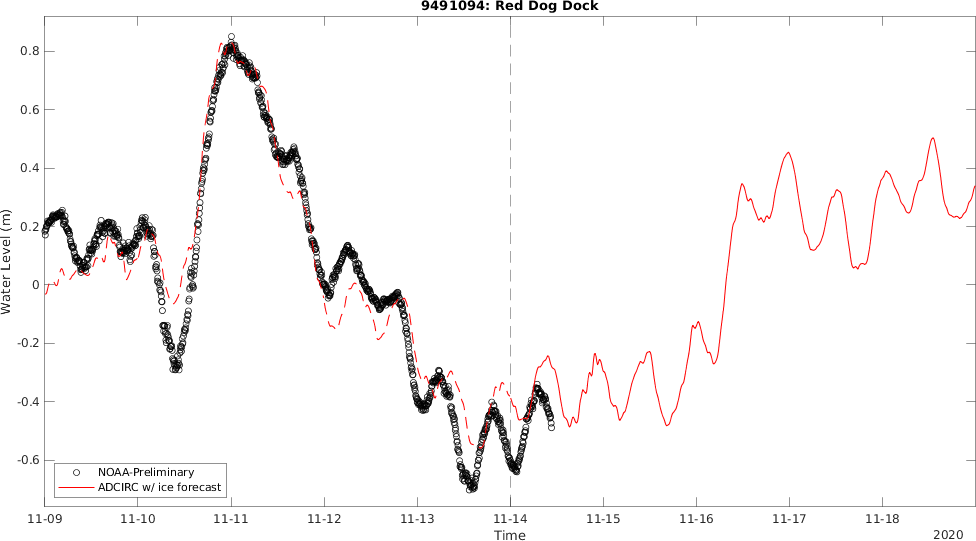 9491094: Red Dog Dock
Water Level (m)
0.8
0.6
0.4
0.2
0
-0.2
-0.4
-0.6
NOAA-Preliminary
ADCIRC w/ ice forecast
11-09 11-10 11-11 11-12 11-13 11-14 11-15 11-16 11-17 11-18
Time
2020